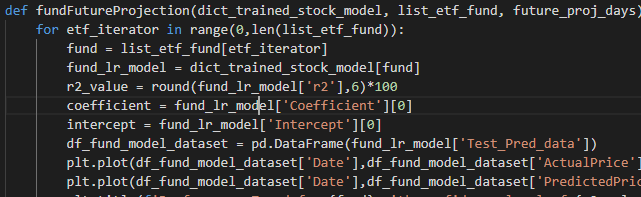 def fundFutureProjection(dict_trained_stock_model, list_etf_fund, future_proj_days)
for etf_iterator in range(0,len(list_etf_fund)):
fund = list_etf_fund[etf_iterator]
fund_lr_model = dict_trained_stock_model[fund]
r2_value = round(fund_lr_model['r2'],6)*100
coefficient = fund_lr_model['Coefficient'][0]
intercept = fund_lr_model['Intercept'][0]
df_fund_model_dataset = pd.DataFrame(fund_lr_model['Test_Pred_data'])
plt.plot(df_fund_model_dataset['Date'],df_fund_model_dataset['ActualPrice'
plt.plot(df_fund_model_dataset['Date'],df_fund_model_dataset['PredictedPric